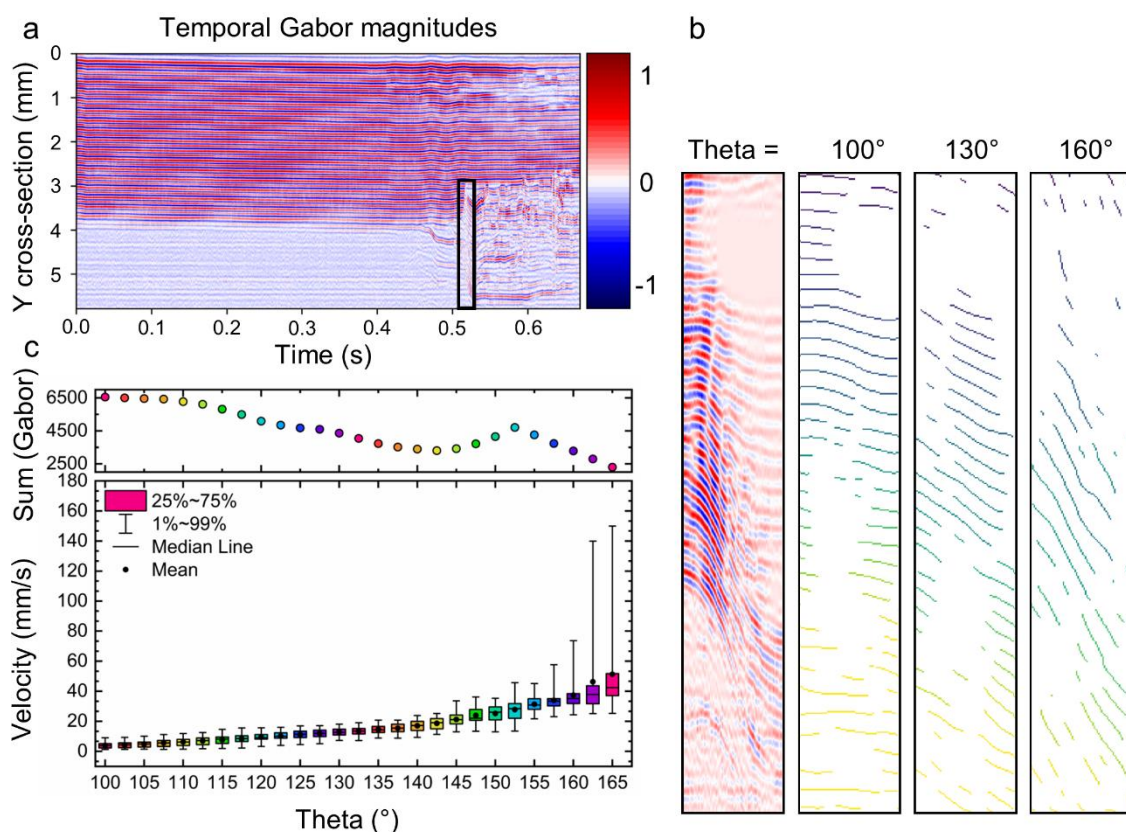 a
Temporal Gabor magnitudes
Y cross-section (mm)
0
1
2
3
4
5
0.0 0.1 0.2 0.3 0.4 0.5 0.6
Time (s)
1
0
-1
b
Theta = 100° 130° 160°
c
Sum (Gabor)
6500
4500
2500
Velocity (mm/s)
180
160
140
120
100
80
60
40
20
0
25%~75%
1%~99%
Median Line
Mean
100 105 110 115 120 125 130 135 140 145 150 155 160 165
Theta (°)